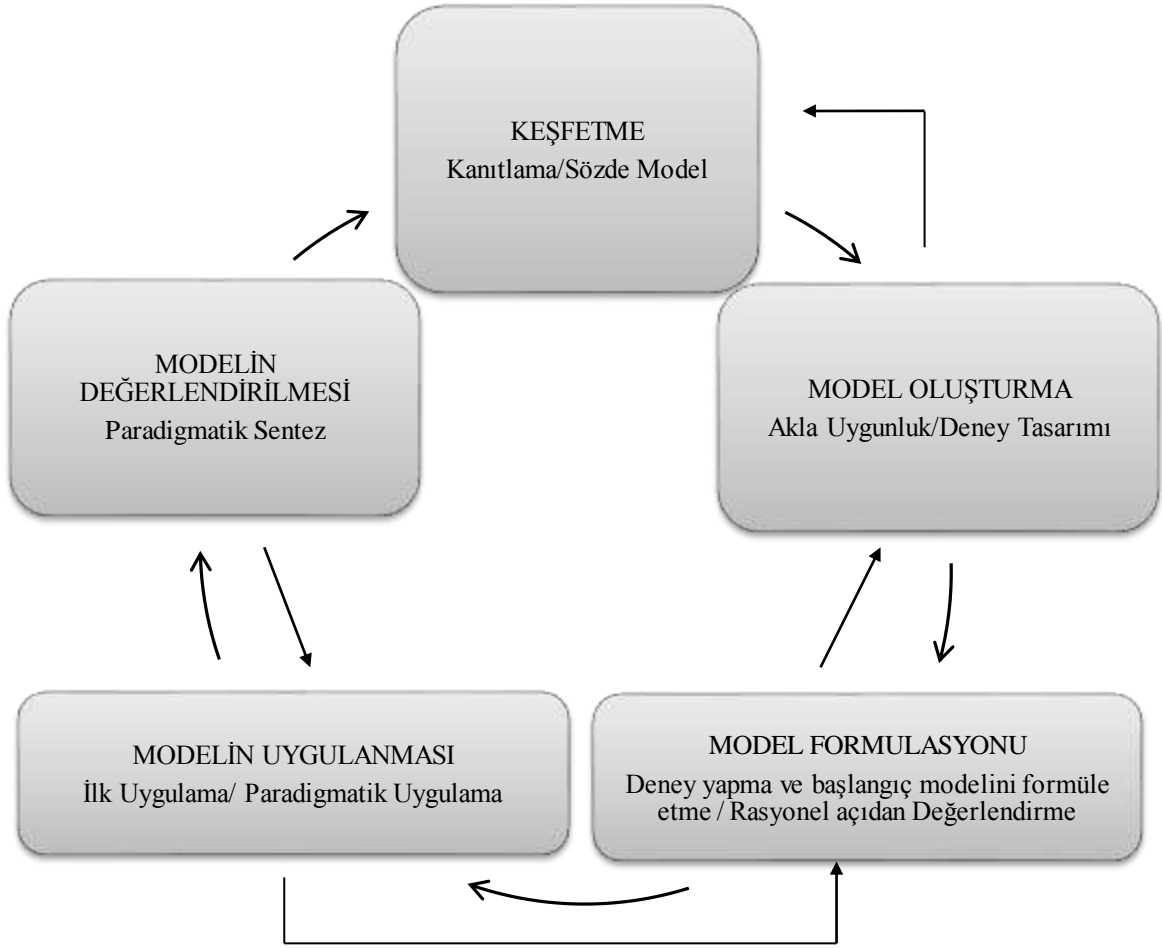 KEŞFETME
Kanıtlama/Sözde Model
MODEL OLUŞTURMA
Akla Uygunluk/Deney Tasarımı
MODEL FORMULASYONU
Deney yapma ve başlangıç modelini formüle
etme / Rasyonel açıdan Değerlendirme
MODELİN UYGULANMASI
İlk Uygulama/ Paradigmatik Uygulama
MODELİN
DEĞERLENDİRİLMESİ
Paradigmatik Sentez